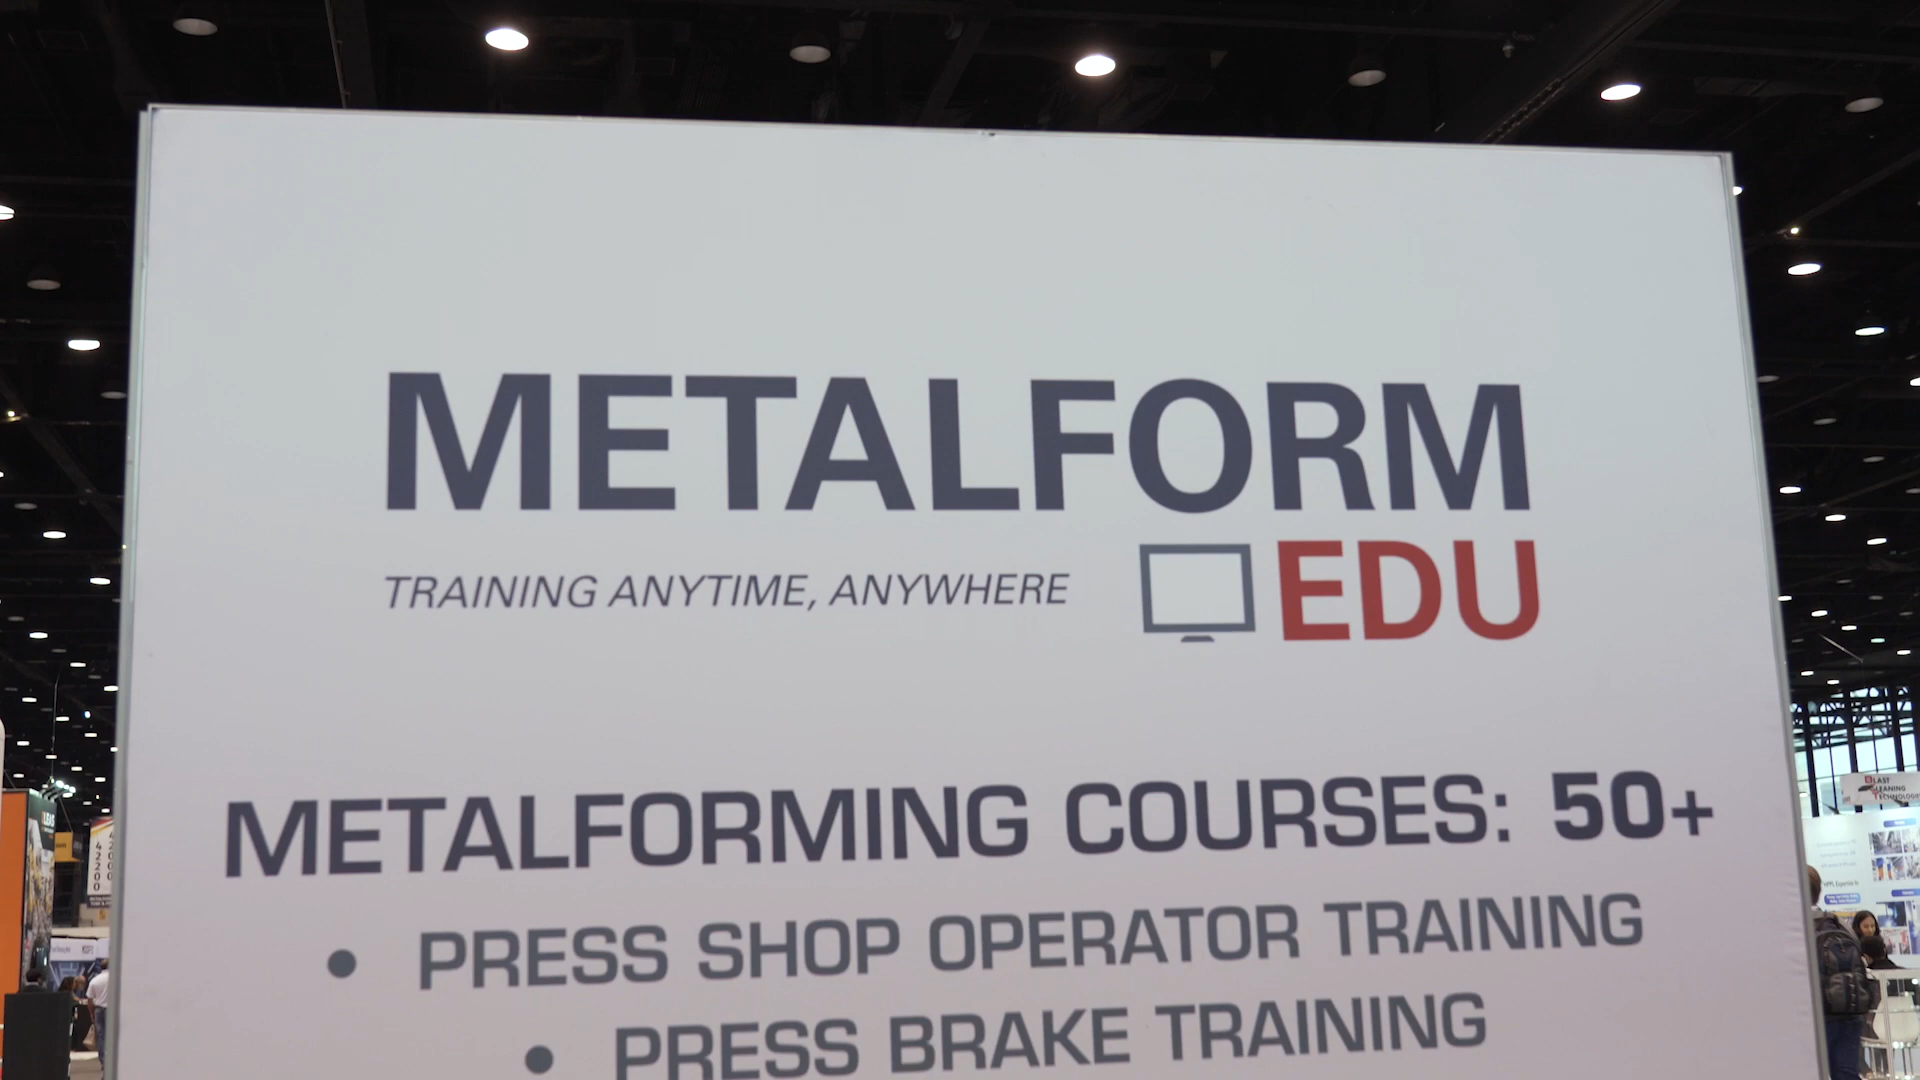 METALFORM
TRAINING ANYTIME, ANYWHERE
EDU
METALFORMING COURSES: 50+
• PRESS SHOP OPERATOR TRAINING
• PRESS BRAKE TRAINING